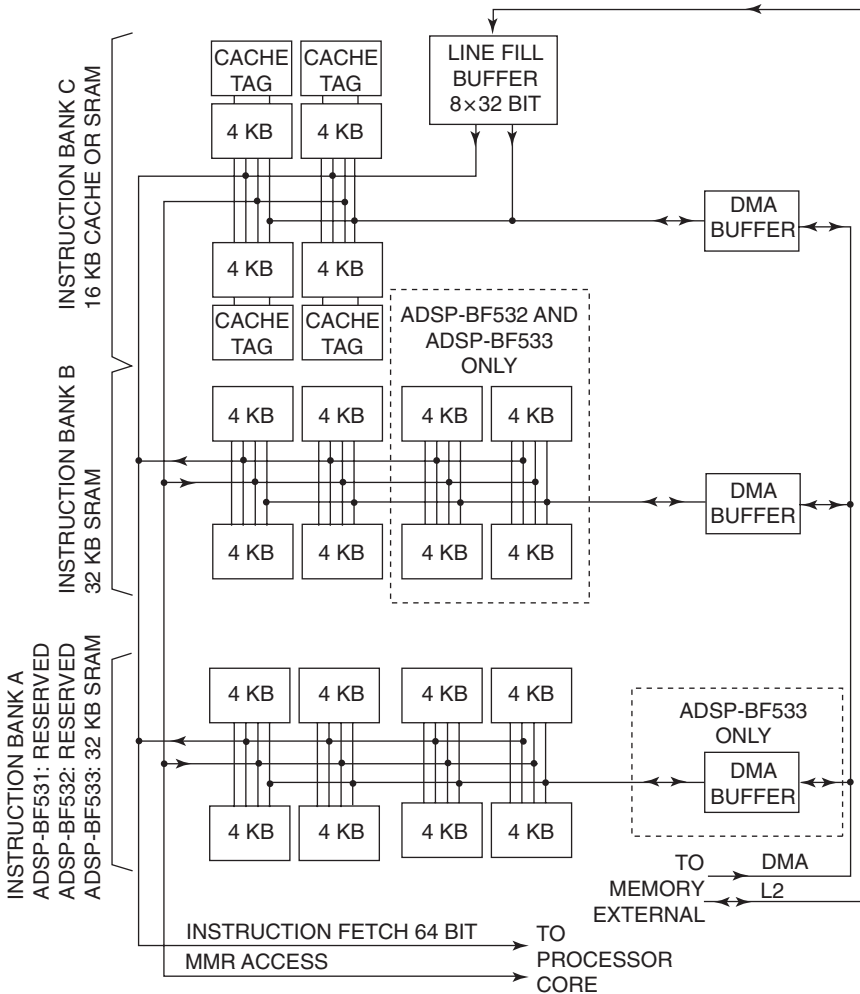 LINE FILL
BUFFER
8×32 BIT
CACHE
TAG
CACHE
TAG
4 KB
4 KB
INSTRUCTION BANK C
16 KB CACHE OR SRAM
DMA
BUFFER
4 KB
4 KB
CACHE
TAG
CACHE
TAG
ADSP-BF532 AND
ADSP-BF533
ONLY
INSTRUCTION BANK B
32 KB SRAM
4 KB
4 KB
4 KB
4 KB
DMA
BUFFER
4 KB
4 KB
4 KB
4 KB
INSTRUCTION BANK A
ADSP-BF531: RESERVED
ADSP-BF532: RESERVED
ADSP-BF533: 32 KB SRAM
4 KB
4 KB
4 KB
4 KB
ADSP-BF533
ONLY
DMA
BUFFER
4 KB
4 KB
4 KB
4 KB
TO
MEMORY
EXTERNAL
DMA
L2
INSTRUCTION FETCH 64 BIT
MMR ACCESS
TO
PROCESSOR
CORE